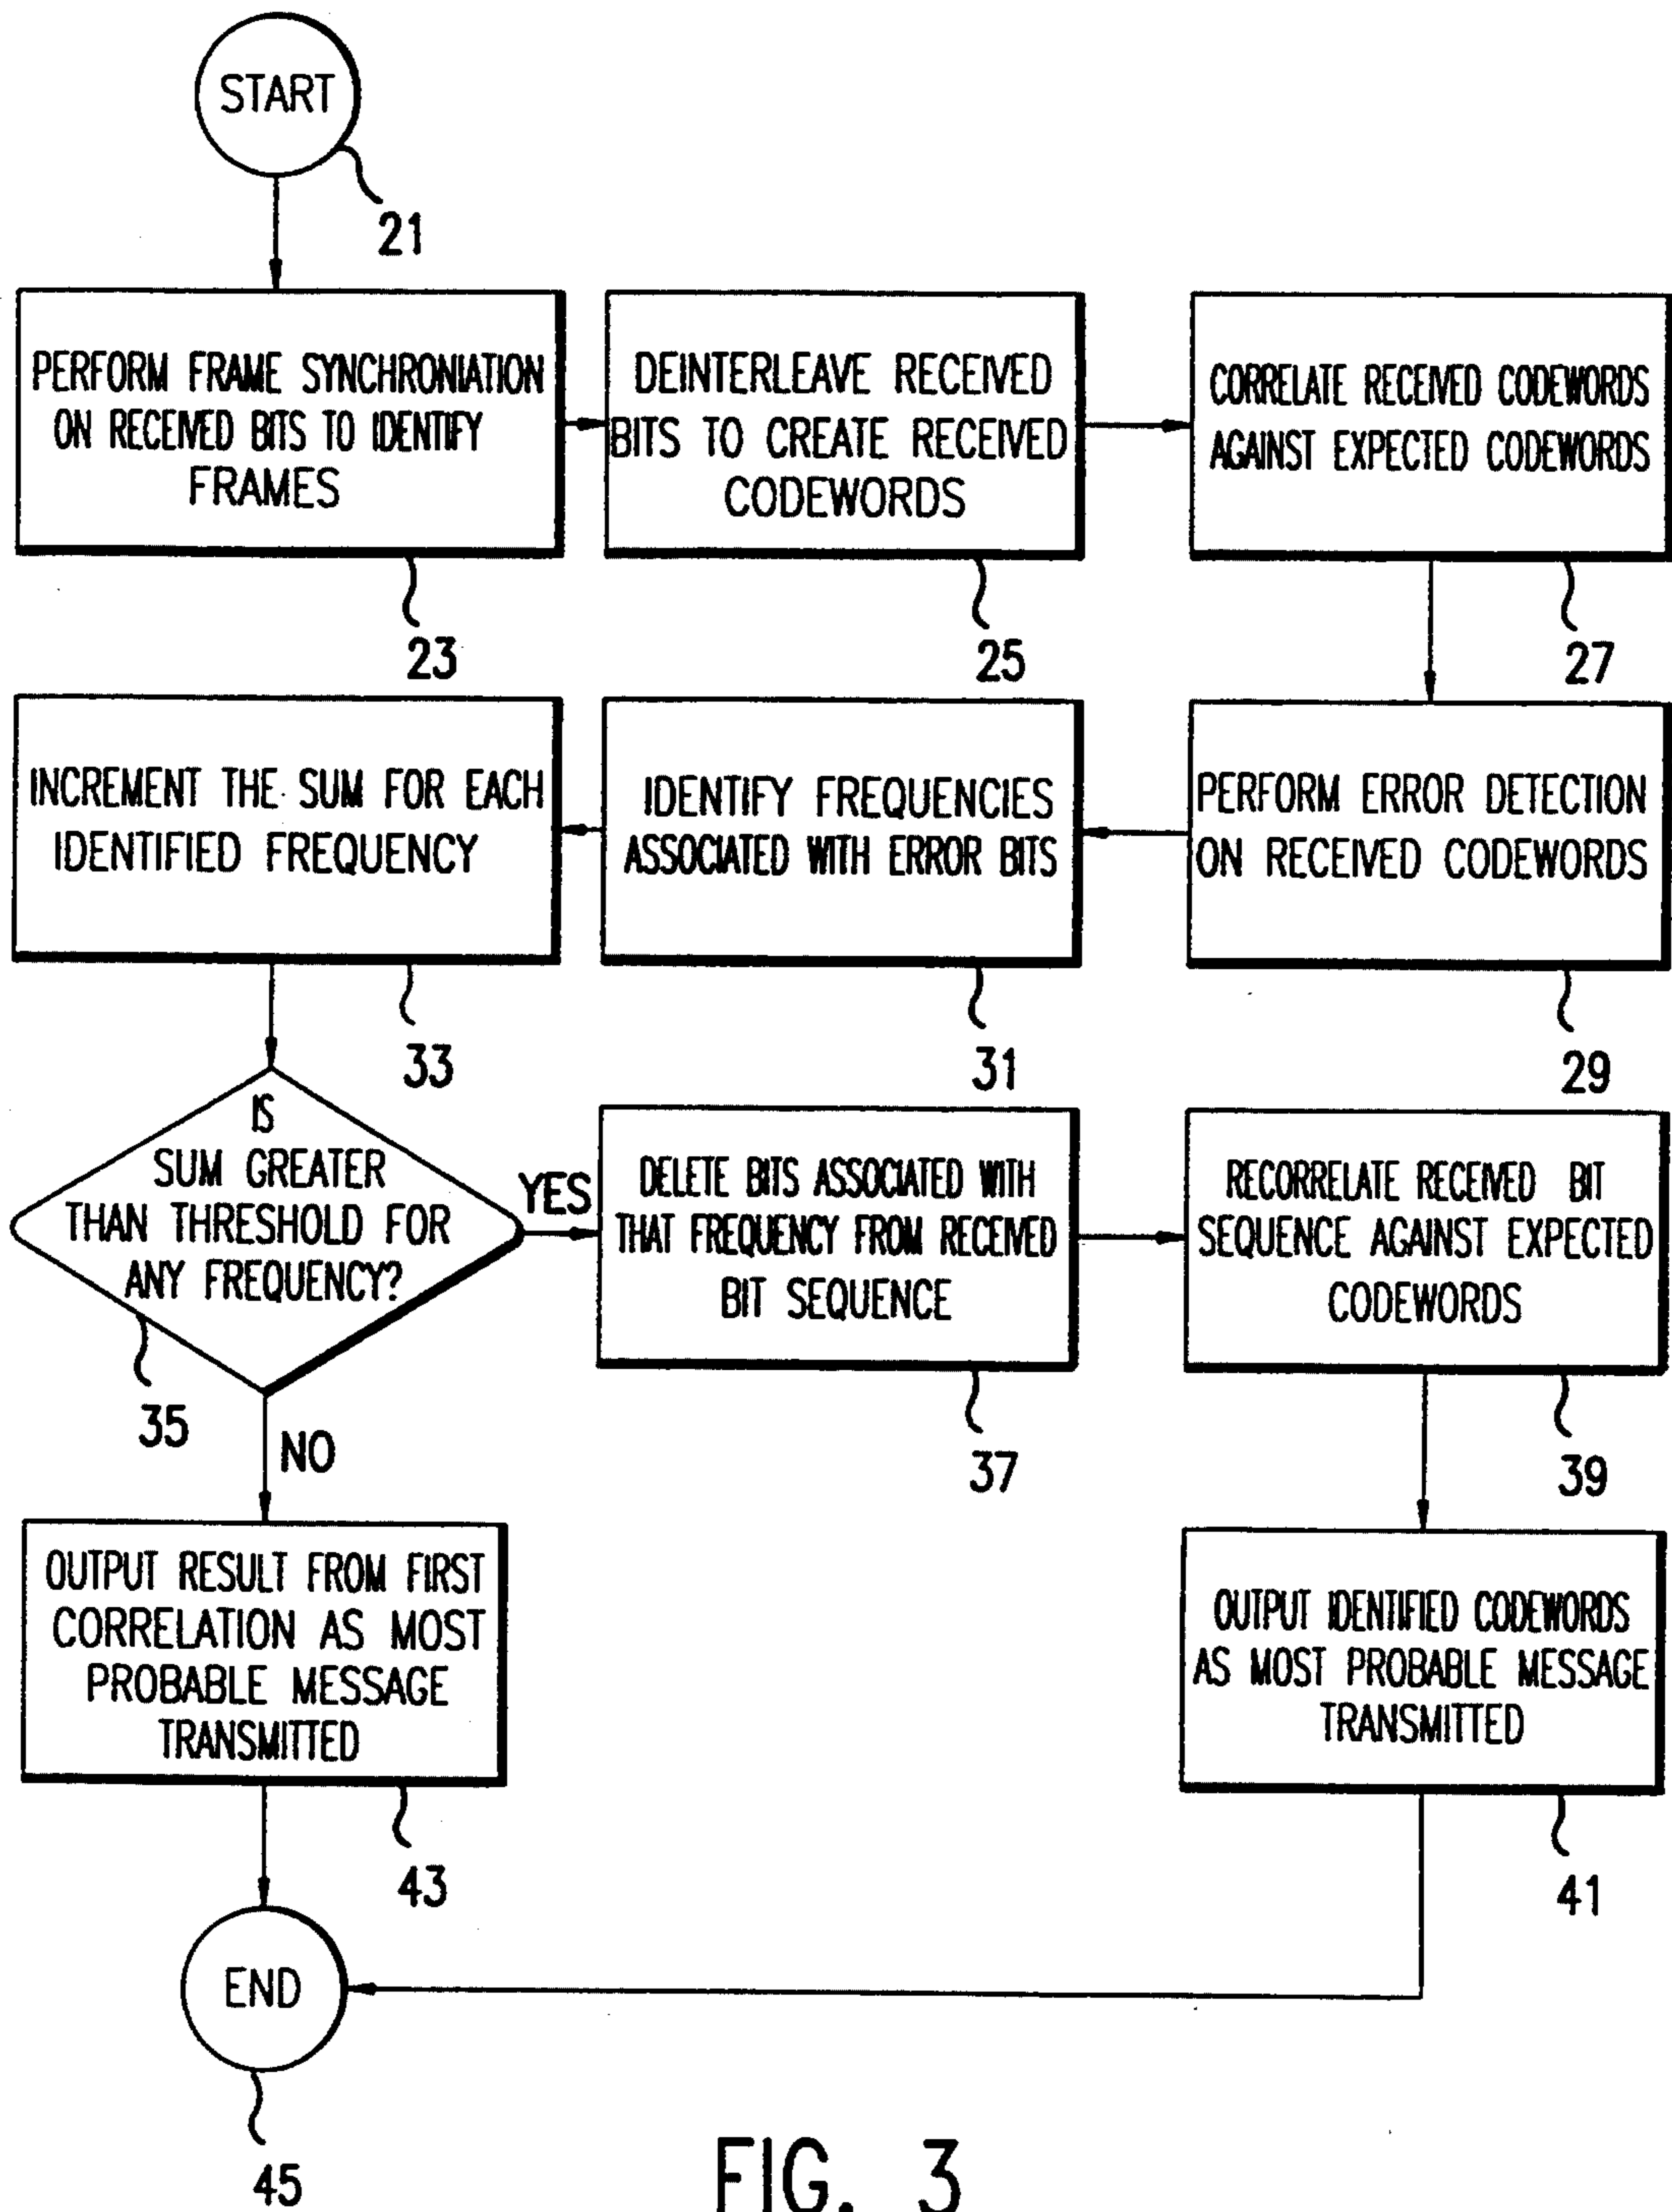 START
21
PERFORM FRAME SYNCHRONIATION
ON RECEIVED BITS TO IDENTIFY
FRAMES
23
DEINTERLEAVE RECEIVED
BITS TO CREATE RECEIVED
CODEWORDS
25
CORRELATE RECEIVED CODEWORDS
AGAINST EXPECTED CODEWORDS
27
PERFORM ERROR DETECTION
ON RECEIVED CODEWORDS
29
IDENTIFY FREQUENCIES
ASSOCIATED WITH ERROR BITS
31
INCREMENT THE SUM FOR EACH
IDENTIFIED FREQUENCY
33
IS
SUM GREATER
THAN THRESHOLD FOR
ANY FREQUENCY?
35
YES
DELETE BITS ASSOCIATED WITH
THAT FREQUENCY FROM RECEIVED
BIT SEQUENCE
37
RECORRELATE RECEIVED BIT
SEQUENCE AGAINST EXPECTED
CODEWORDS
39
NO
OUTPUT RESULT FROM FIRST
CORRELATION AS MOST
PROBABLE MESSAGE
TRANSMITTED
43
OUTPUT IDENTIFIED CODEWORDS
AS MOST PROBABLE MESSAGE
TRANSMITTED
41
END
45
FIG. 3